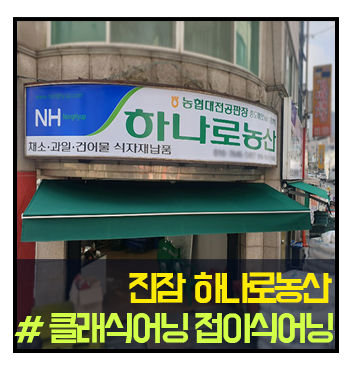 농협대전공판장
NH
하나로농산
채소·과일·건어물 식자재납품
진잠 하나로농산
# 클래식어닝 접이식어닝